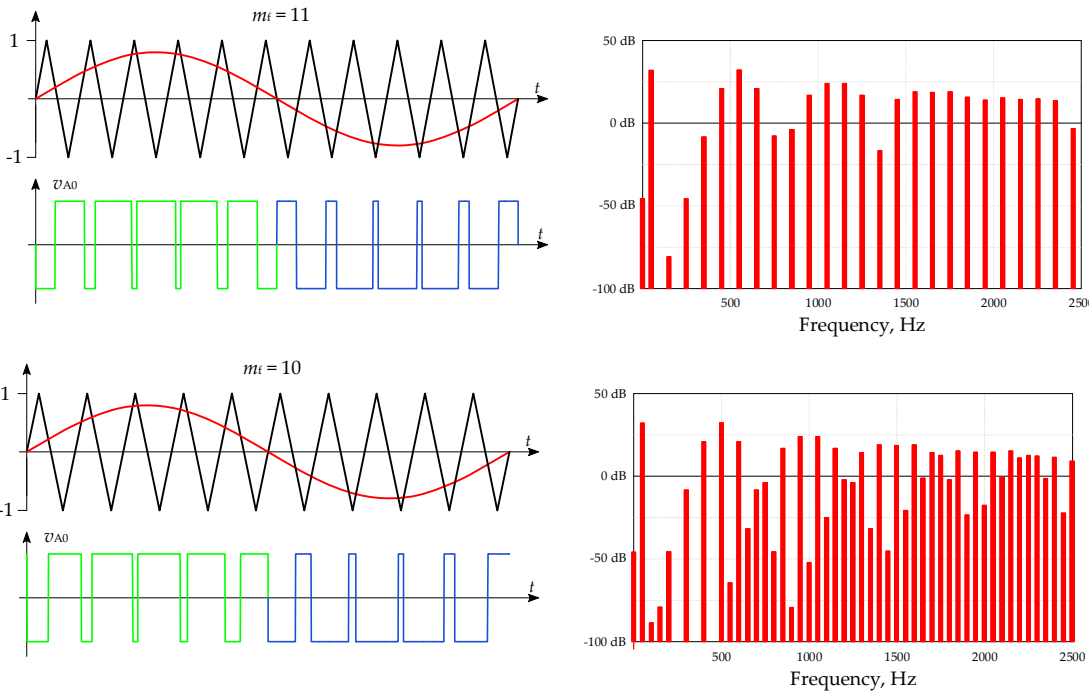 mf = 11
1
-1
t
vA0
t
50 dB
0 dB
-50 dB
-100 dB
500
1000
1500
2000
250
Frequency, Hz
mf = 10
1
-1
t
vA0
t
50 dB
0 dB
-50 dB
-100 dB
500
1000
1500
2000
2500
Frequency, Hz